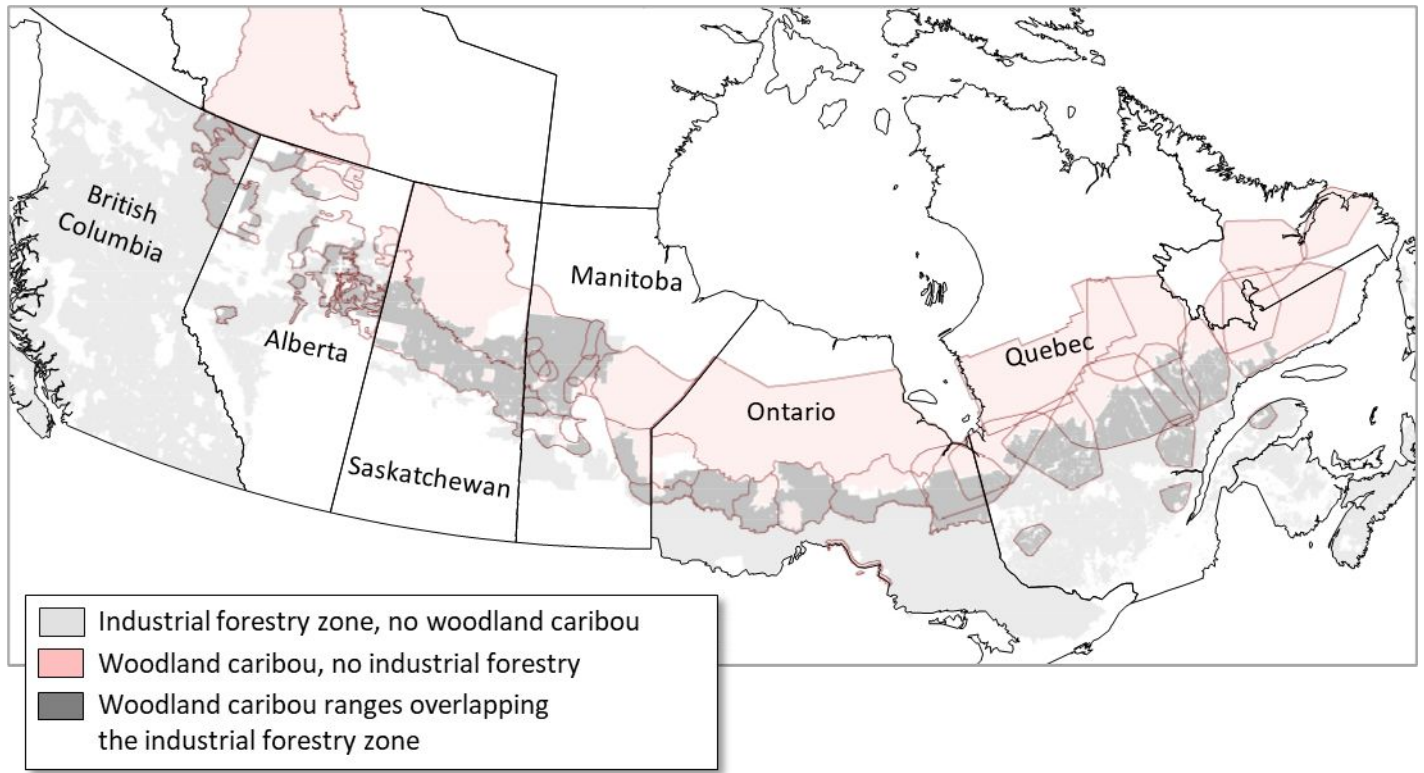 British
Columbia
Alberta
Saskatchewan
Manitoba
Ontario
Quebec
Industrial forestry zone, no woodland caribou
Woodland caribou, no industrial forestry
Woodland caribou ranges overlapping
the industrial forestry zone